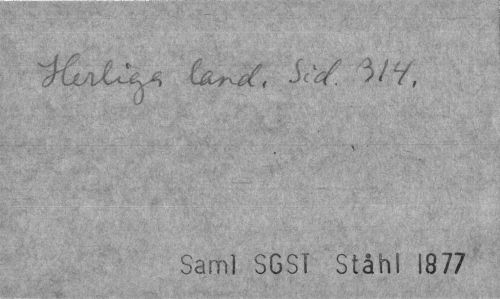 Herliga land. Sid. 314.
Saml SGST Ståhl 1877